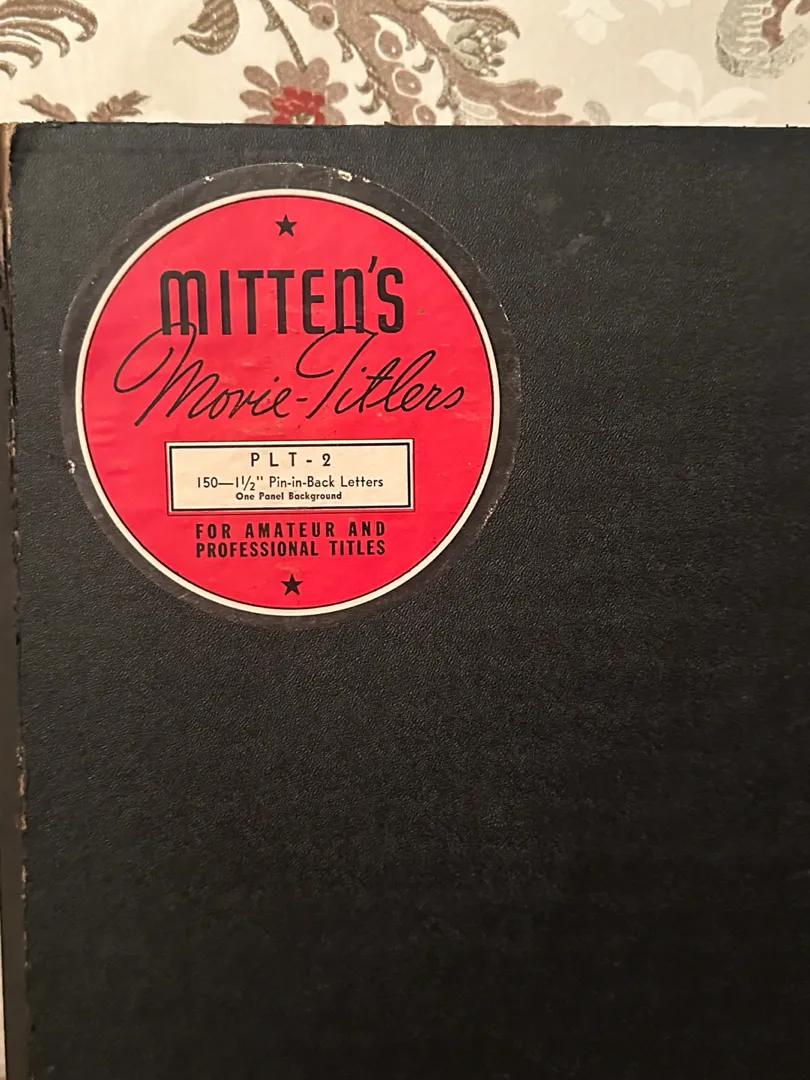 MITTEN'S
Movie-Titlers
PLT-2
150—1½" Pin-in-Back Letters
One Panel Background
FOR AMATEUR AND
PROFESSIONAL TITLES